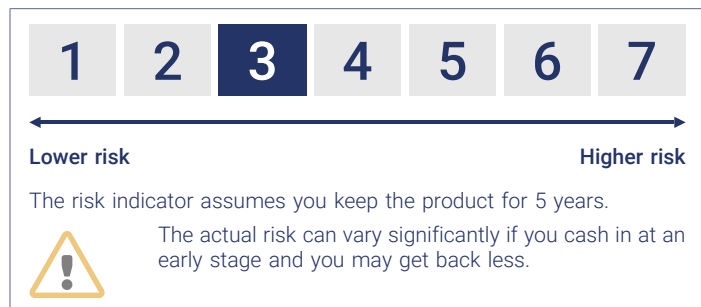 1 2 3 4 5 6 7
Lower risk Higher risk
The risk indicator assumes you keep the product for 5 years.
The actual risk can vary significantly if you cash in at an
early stage and you may get back less.